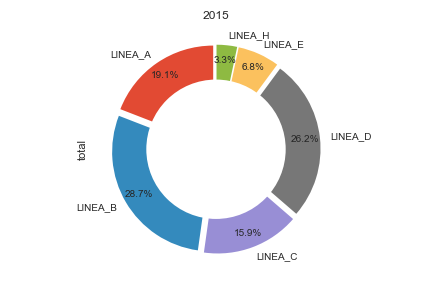 2015
LINEA_H
LINEA_E
LINEA_A
3.3%
6.8%
19.1%
LINEA_D
26.2%
total
28.7%
LINEA_B
15.9%
LINEA_C